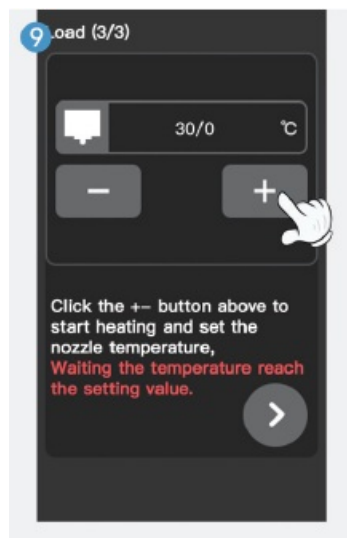 9
Load (3/3)
30/0 ℃
− +
Click the +− button above to
start heating and set the
nozzle temperature,
Waiting the temperature reach
the setting value.
>